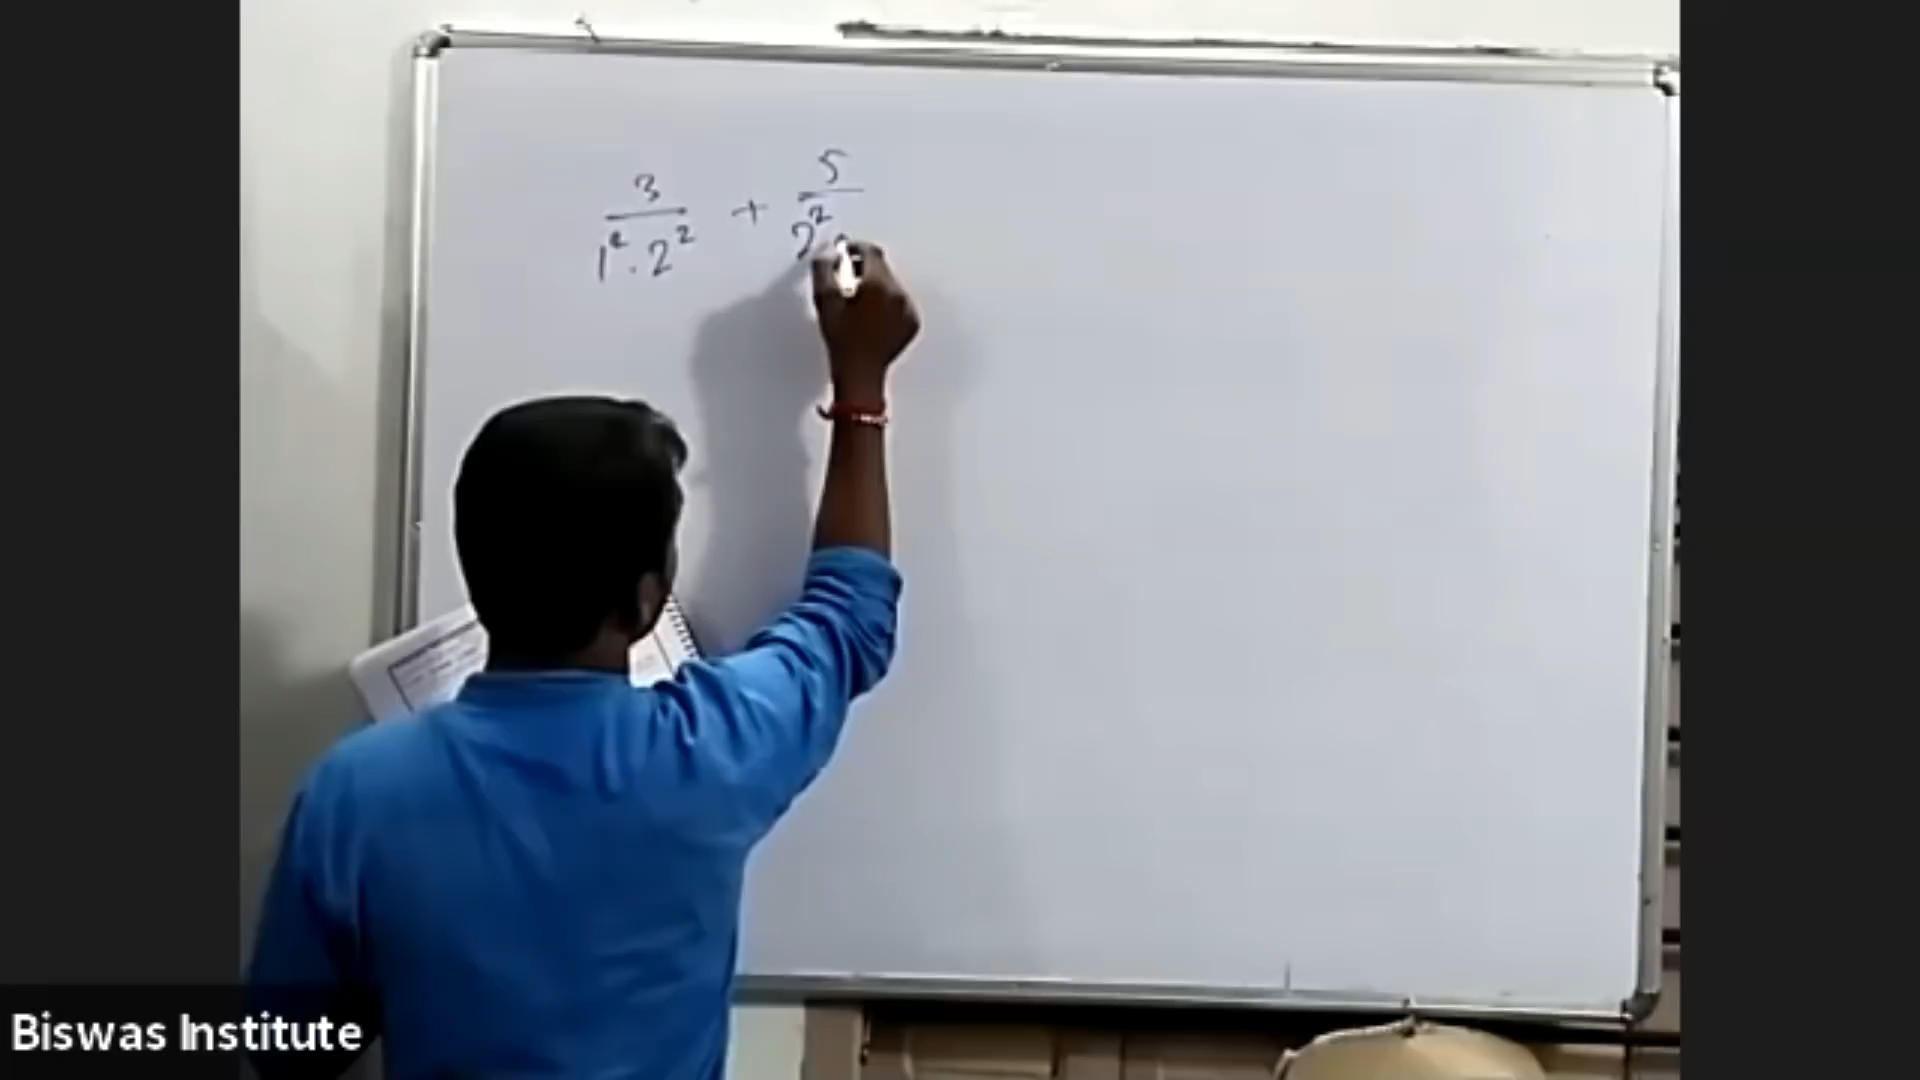 3/(1² · 2²) + 5/2²
Biswas Institute